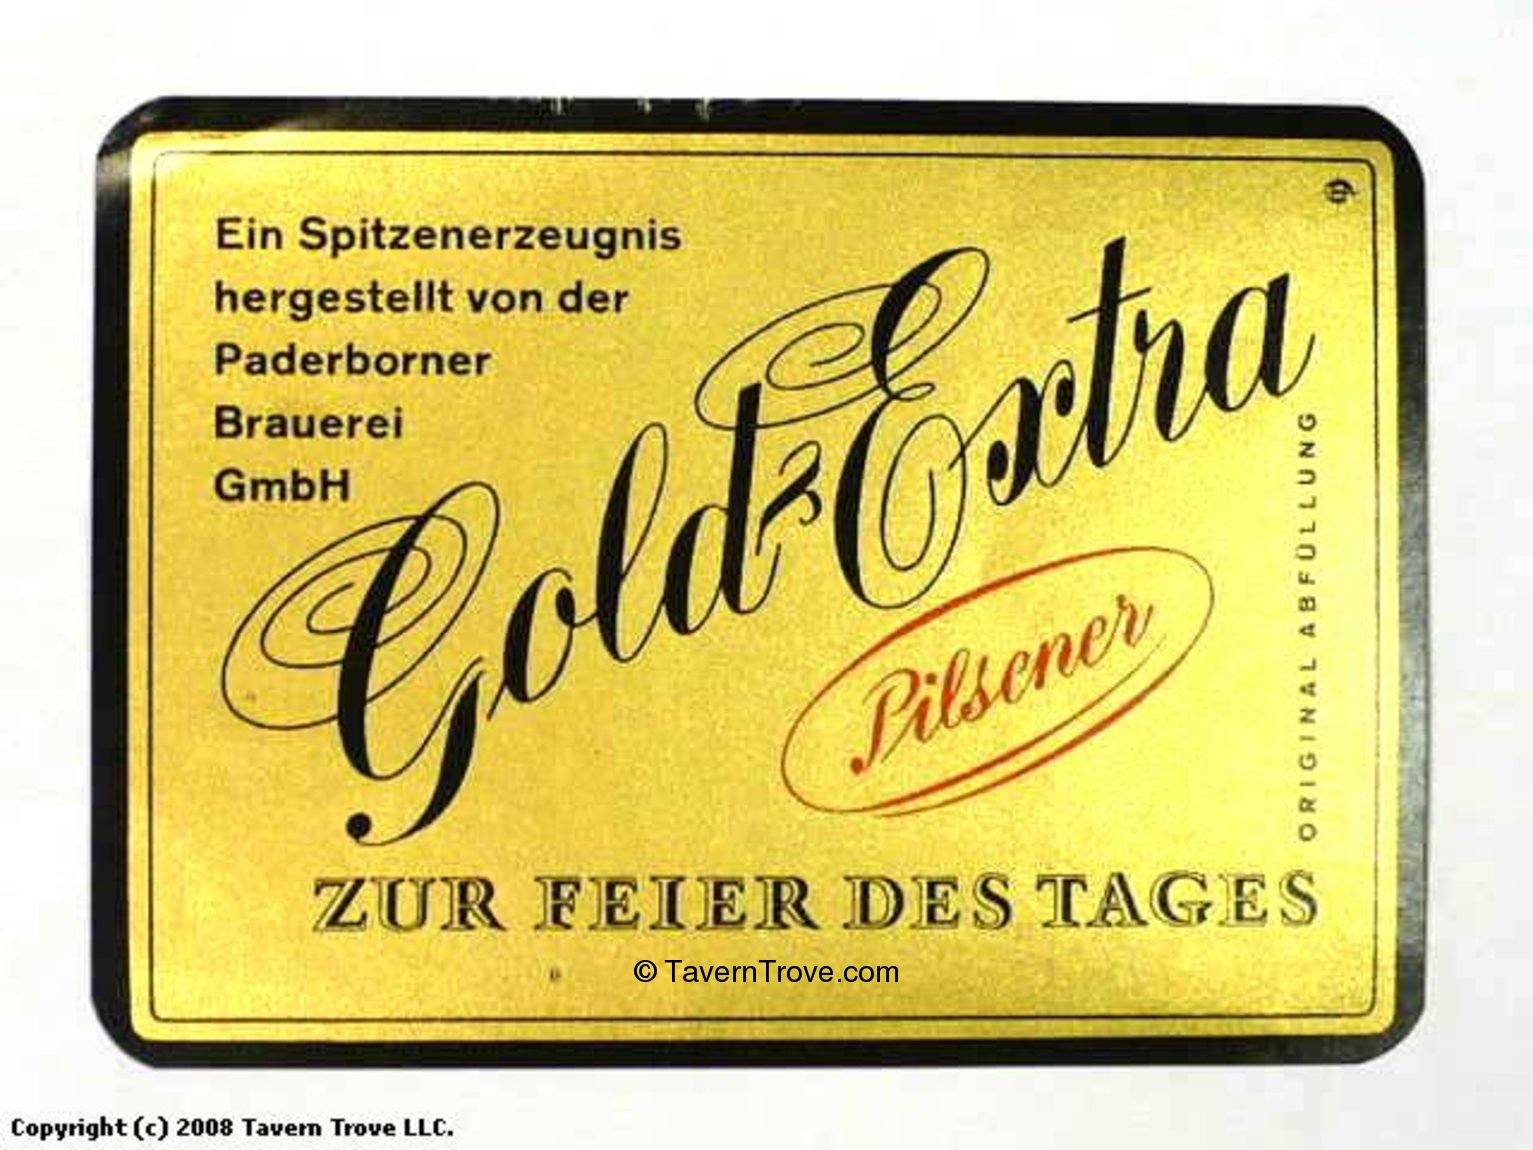 Ein Spitzenerzeugnis
hergestellt von der
Paderborner
Brauerei
GmbH
Gold-Extra
Pilsener
ORIGINAL ABFÜLLUNG
ZUR FEIER DES TAGES
© TavernTrove.com
Copyright (c) 2008 Tavern Trove LLC.